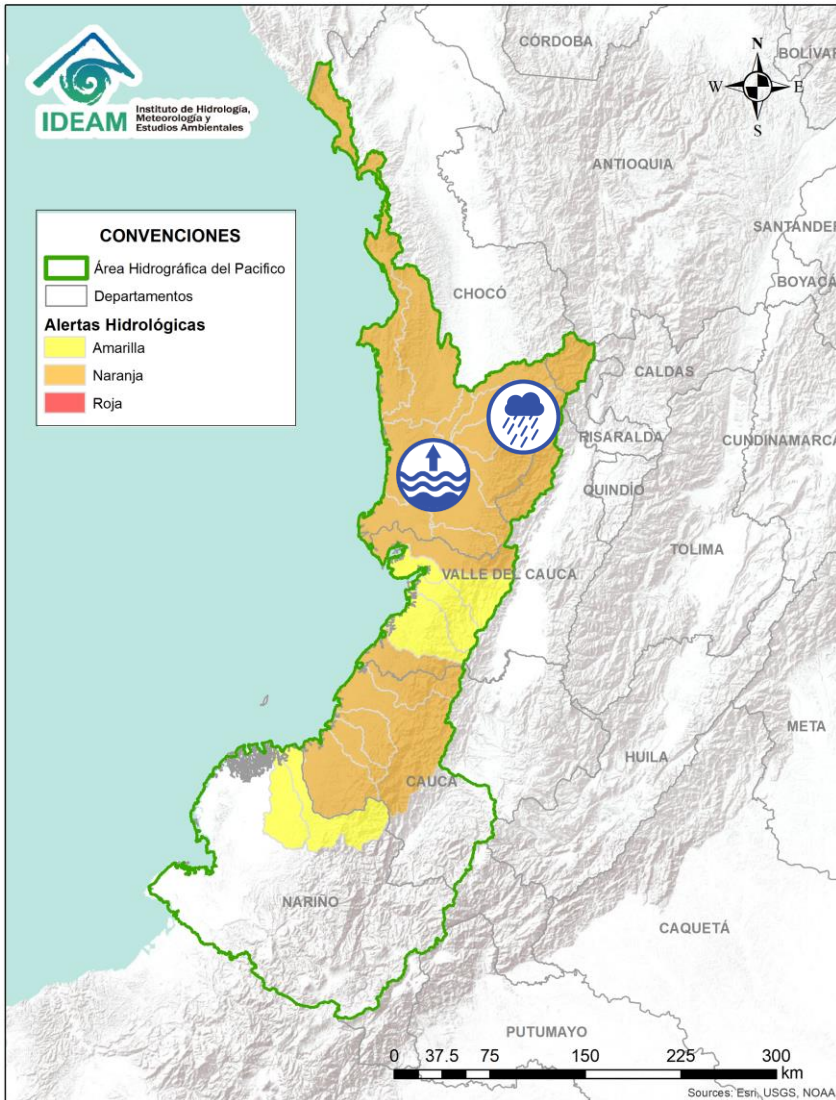 CÓRDOBA
BOLÍVAR
N
W
E
S
IDEAM
Instituto de Hidrología,
Meteorología y
Estudios Ambientales
ANTIOQUIA
SANTANDER
CONVENCIONES
Área Hidrográfica del Pacifico
Departamentos
Alertas Hidrológicas
Amarilla
Naranja
Roja
BOYACÁ
CHOCÓ
CALDAS
RISARALDA
CUNDINAMARCA
QUINDÍO
TOLIMA
VALLE DEL CAUCA
META
HUILA
CAUCA
NARIÑO
CAQUETÁ
PUTUMAYO
0 37.5 75 150 225 300
km
Sources: Esri, USGS, NOAA